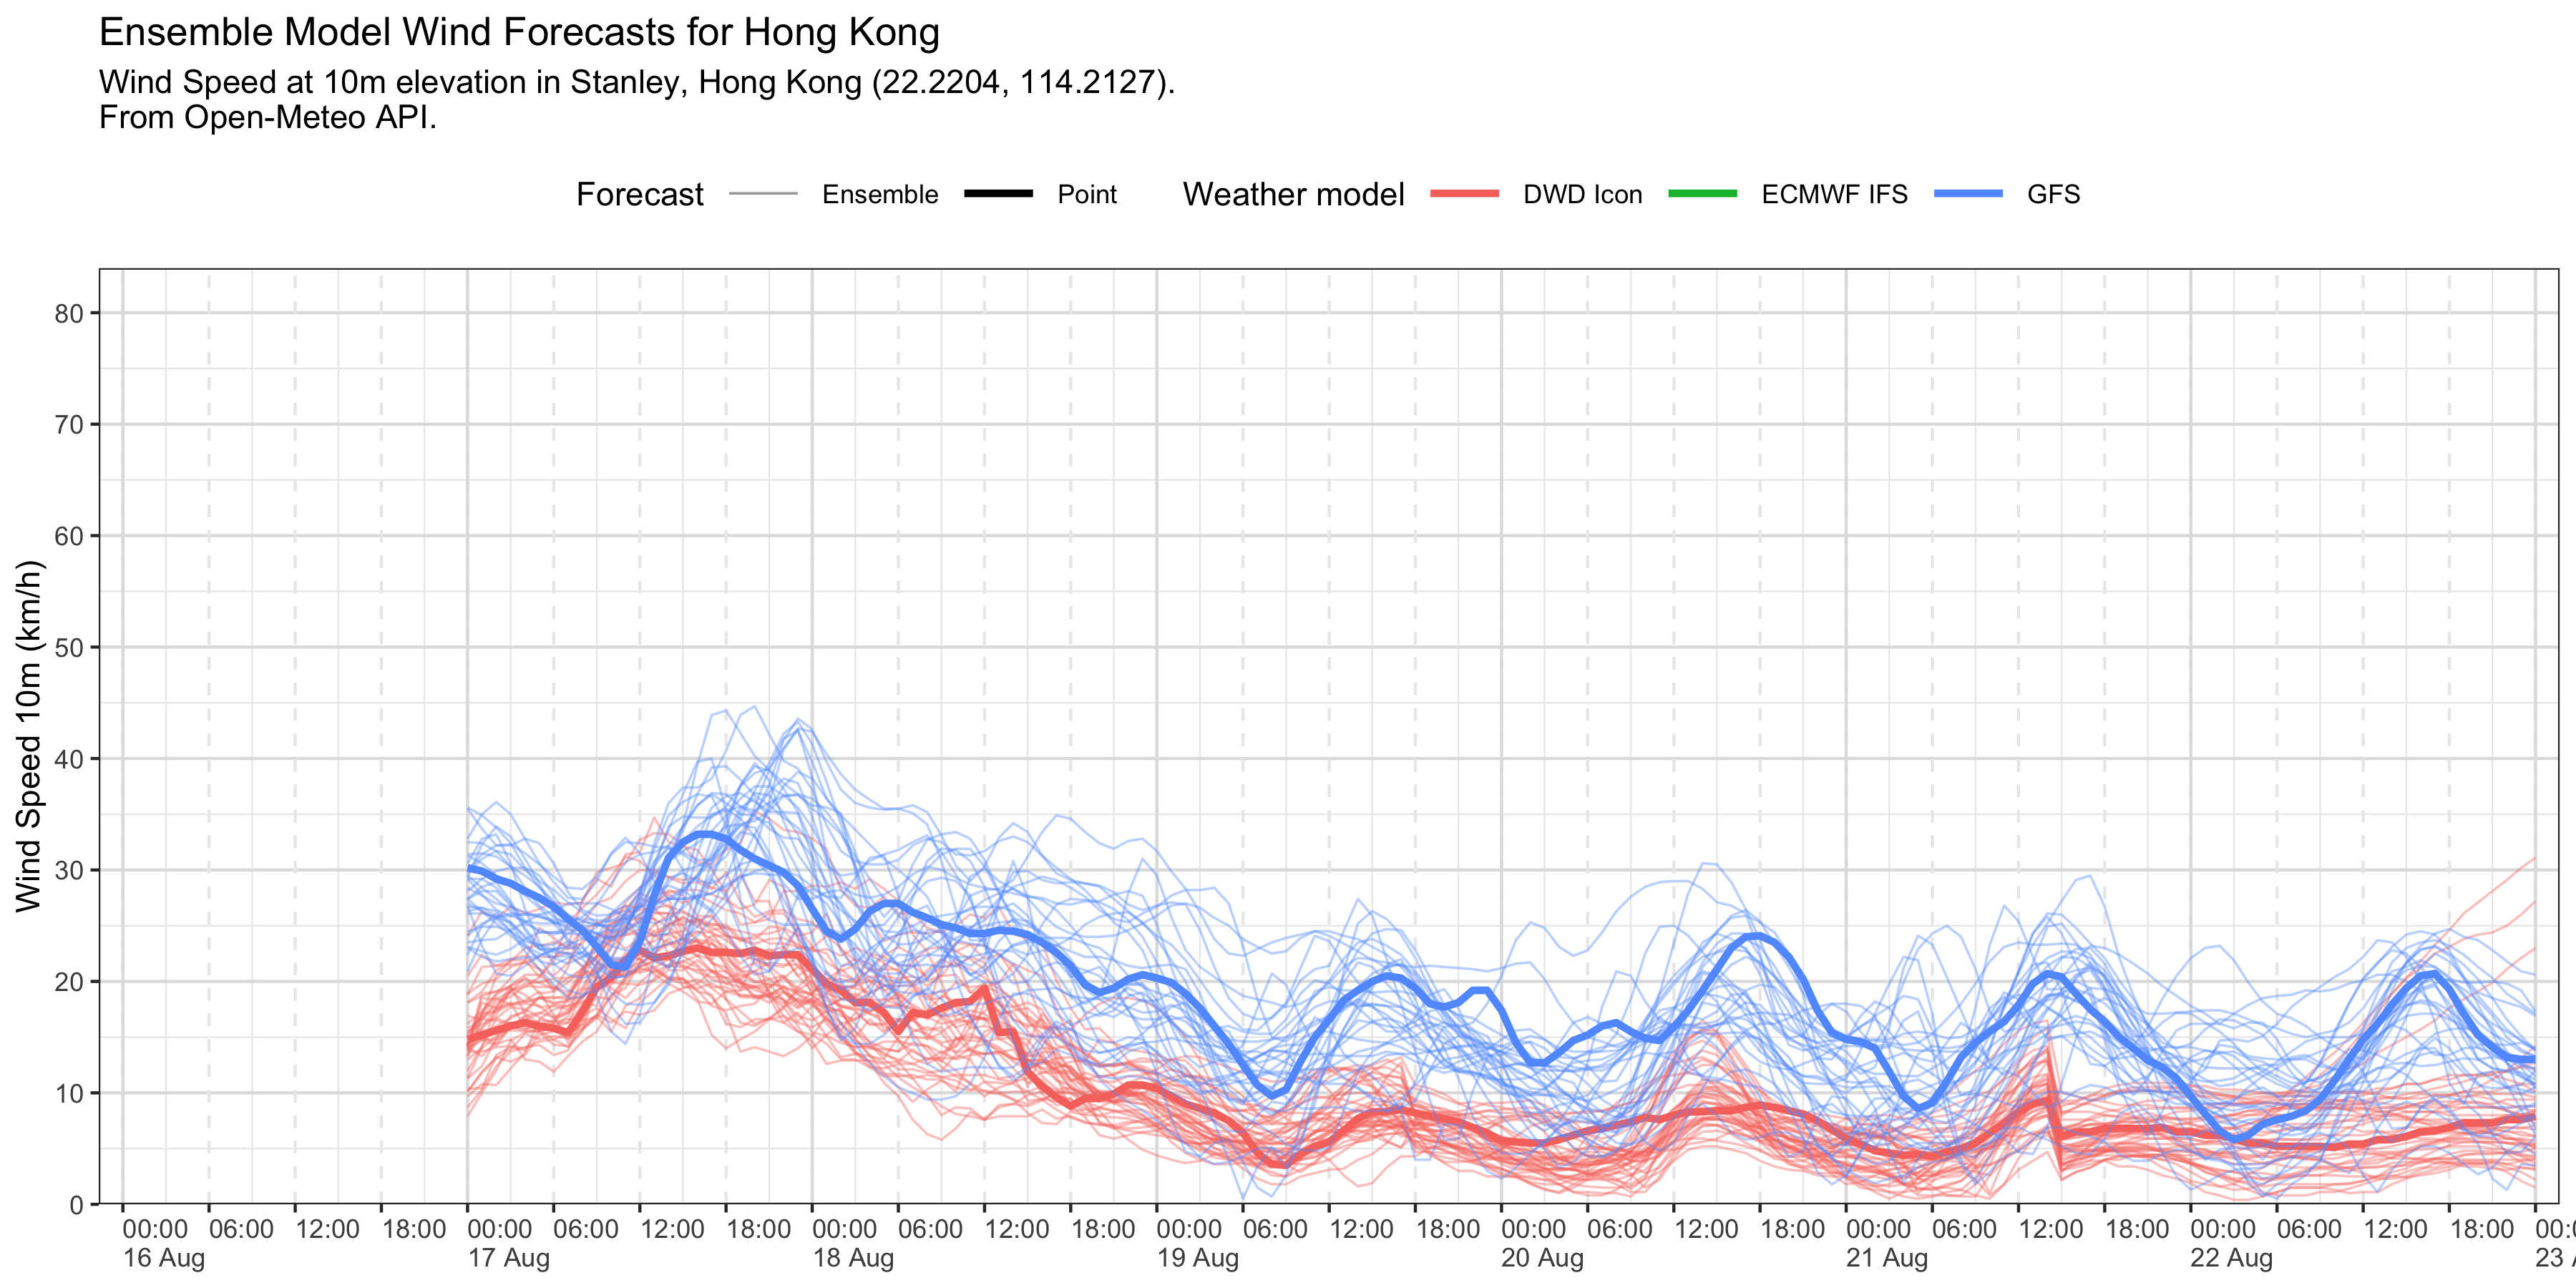 Ensemble Model Wind Forecasts for Hong Kong
Wind Speed at 10m elevation in Stanley, Hong Kong (22.2204, 114.2127).
From Open-Meteo API.
Forecast Ensemble Point Weather model DWD Icon ECMWF IFS GFS
Wind Speed 10m (km/h)
80
70
60
50
40
30
20
10
0
00:00 06:00 12:00 18:00 00:00 06:00 12:00 18:00 00:00 06:00 12:00 18:00 00:00 06:00 12:00 18:00 00:00 06:00 12:00 18:00 00:00 06:00 12:00 18:00 00:00 06:00 12:00 18:00 00:0
16 Aug 17 Aug 18 Aug 19 Aug 20 Aug 21 Aug 22 Aug 23